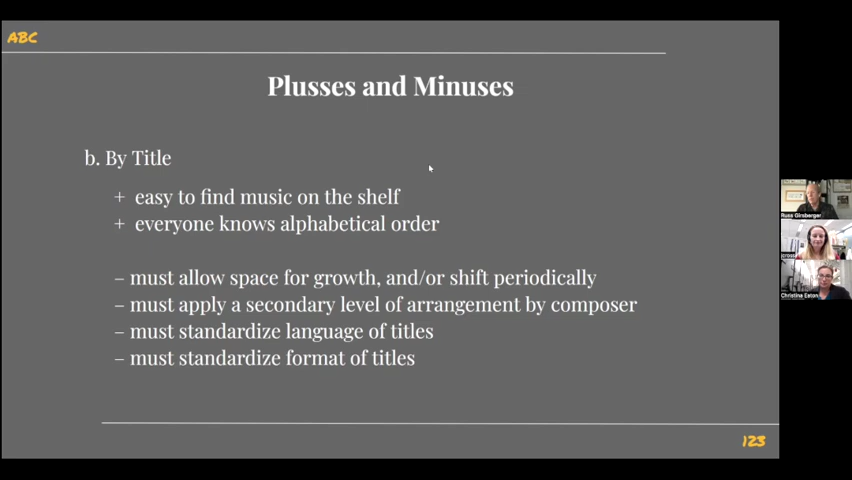 ABC
Plusses and Minuses
b. By Title
+ easy to find music on the shelf
+ everyone knows alphabetical order
– must allow space for growth, and/or shift periodically
– must apply a secondary level of arrangement by composer
– must standardize language of titles
– must standardize format of titles
123
Russ Girsberger
jcross
Christina Eaton